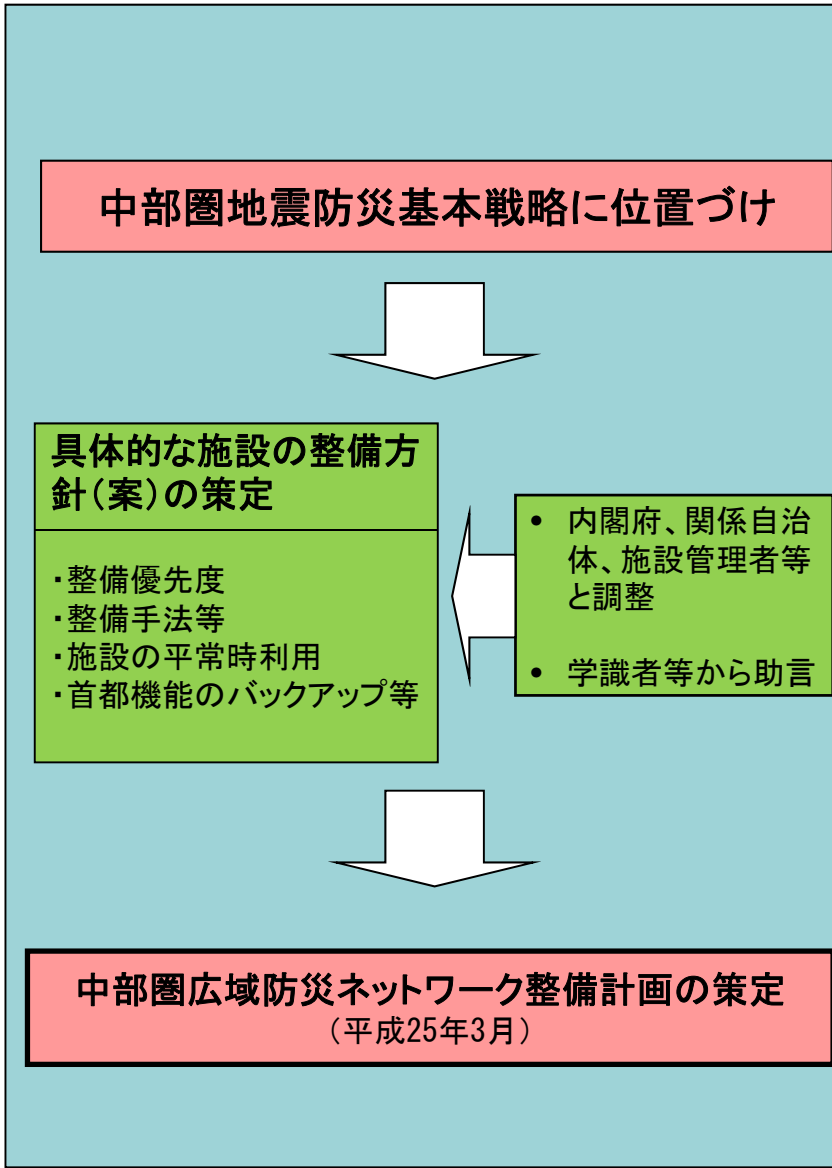 中部圏地震防災基本戦略に位置づけ
具体的な施設の整備方
針(案)の策定
・整備優先度
・整備手法等
・施設の平常時利用
・首都機能のバックアップ等
• 内閣府、関係自治
体、施設管理者等
と調整
• 学識者等から助言
中部圏広域防災ネットワーク整備計画の策定
(平成25年3月)